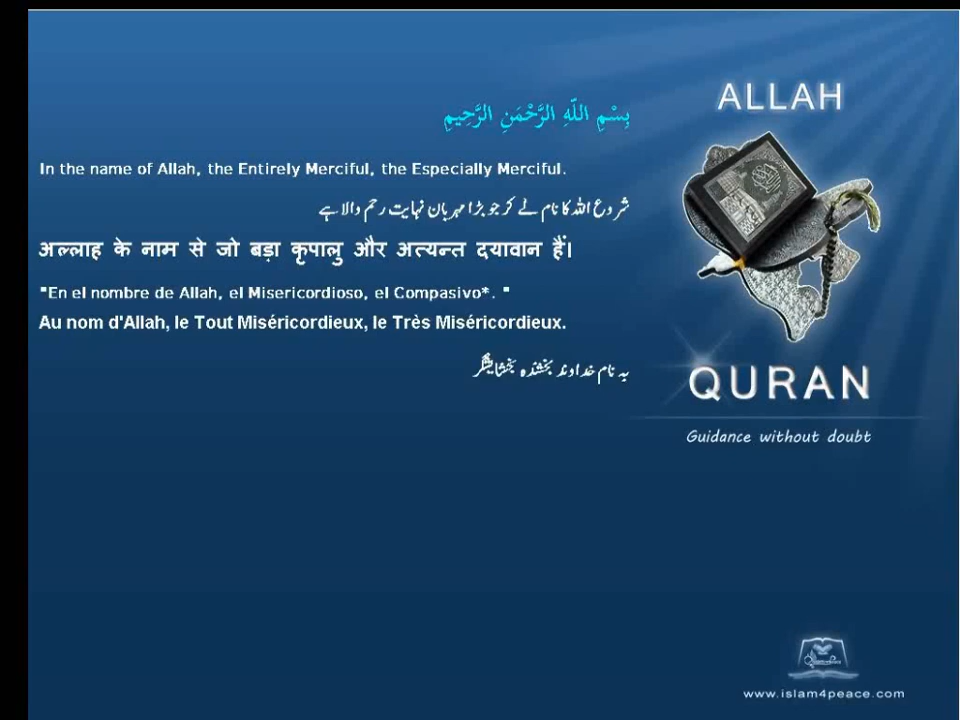 بِسْمِ اللَّهِ الرَّحْمَنِ الرَّحِيمِ
In the name of Allah, the Entirely Merciful, the Especially Merciful.
شروع الله کا نام لے کر جو بڑا مہربان نہایت رحم والا ہے
अल्लाह के नाम से जो बड़ा कृपालु और अत्यन्त दयावान हैं।
"En el nombre de Allah, el Misericordioso, el Compasivo*. "
Au nom d'Allah, le Tout Miséricordieux, le Très Miséricordieux.
به نام خداوند بخشنده بخشایشگر
ALLAH
QURAN
Guidance without doubt
www.islam4peace.com